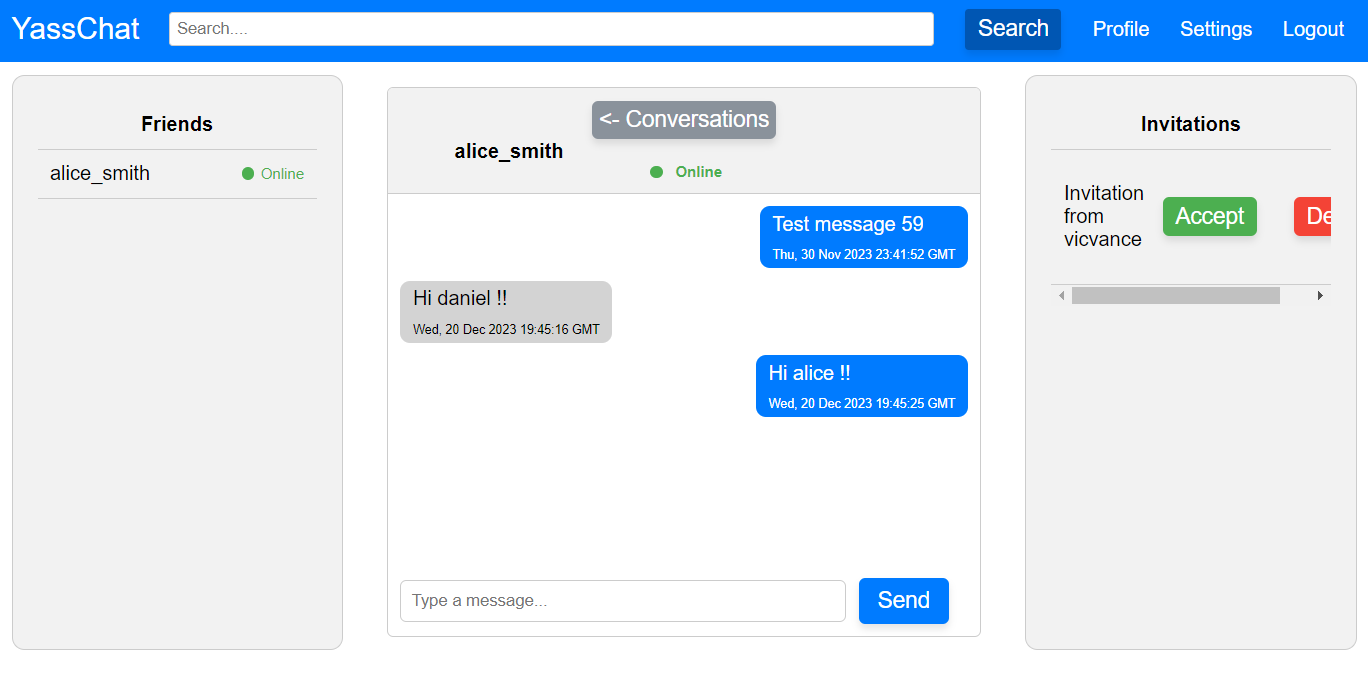 YassChat
Search....
Search
Profile
Settings
Logout
Friends
alice_smith
Online
<- Conversations
alice_smith
Online
Test message 59
Thu, 30 Nov 2023 23:41:52 GMT
Hi daniel !!
Wed, 20 Dec 2023 19:45:16 GMT
Hi alice !!
Wed, 20 Dec 2023 19:45:25 GMT
Type a message...
Send
Invitations
Invitation
from
vicvance
Accept
De